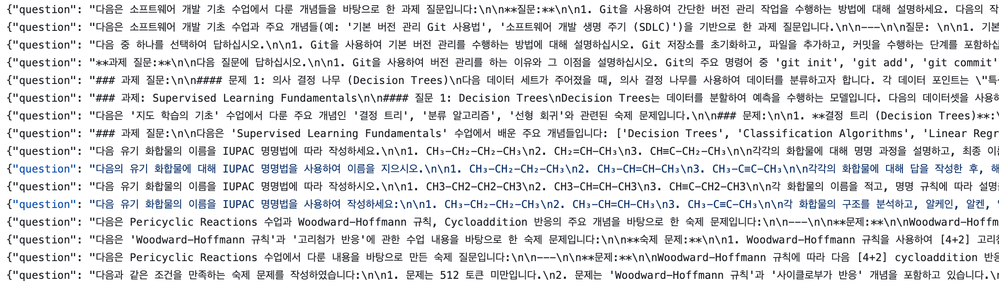 {"question": "다음은 소프트웨어 개발 기초 수업에서 다룬 개념들을 바탕으로 한 과제 질문입니다:\n\n**질문:**\n\n1. Git을 사용하여 간단한 버전 관리 작업을 수행하는 방법에 대해 설명하세요. 다음의 작
{"question": "다음은 소프트웨어 개발 기초 수업과 주요 개념들(예: '기본 버전 관리 Git 사용법', '소프트웨어 개발 생명 주기 (SDLC)')을 기반으로 한 과제 질문입니다:\n\n---\n\n질문: \n\n1. 기본
{"question": "다음 중 하나를 선택하여 답하십시오.\n\n1. Git을 사용하여 기본 버전 관리를 수행하는 방법에 대해 설명하십시오. Git 저장소를 초기화하고, 파일을 추가하고, 커밋을 수행하는 단계를 포함하십
{"question": "**과제 질문:**\n\n다음 질문에 답하십시오.\n\n1. Git을 사용하여 버전 관리를 하는 이유와 그 이점을 설명하십시오. Git의 주요 명령어 중 'git init', 'git add', 'git commit'
{"question": "### 과제 질문:\n\n#### 문제 1: 의사 결정 나무 (Decision Trees)\n\n다음 데이터 세트가 주어졌을 때, 의사 결정 나무를 사용하여 데이터를 분류하고자 합니다. 각 데이터 포인트는 \"특
{"question": "### 과제: Supervised Learning Fundamentals\n\n#### 질문 1: Decision Trees\nDecision Trees는 데이터를 분할하여 예측을 수행하는 모델입니다. 다음의 데이터셋을 사용하
{"question": "다음은 '지도 학습의 기초' 수업에서 다룬 주요 개념인 '결정 트리', '분류 알고리즘', '선형 회귀'와 관련된 숙제 문제입니다.\n\n### 문제:\n\n1. **결정 트리 (Decision Trees)**:\n
{"question": "### 과제 질문:\n\n다음은 'Supervised Learning Fundamentals' 수업에서 배운 주요 개념들입니다: ['Decision Trees', 'Classification Algorithms', 'Linear Regr
{"question": "다음 유기 화합물의 이름을 IUPAC 명명법에 따라 작성하세요.\n\n1. CH₃-CH₂-CH₂-CH₃\n2. CH₂=CH-CH₃\n3. CH≡C-CH₂-CH₃\n\n각각의 화합물에 대해 명명 과정을 설명하고, 최종 이름
{"question": "다음의 유기 화합물에 대해 IUPAC 명명법을 사용하여 이름을 지으시오.\n\n1. CH₃-CH₂-CH₂-CH₃\n2. CH₃-CH=CH-CH₃\n3. CH₃-C≡C-CH₃\n\n각각의 화합물에 대해 답을 작성한 후, 해
{"question": "다음 유기 화합물의 이름을 IUPAC 명명법에 따라 작성하시오.\n\n1. CH3-CH2-CH2-CH3\n2. CH3-CH=CH-CH3\n3. CH≡C-CH2-CH3\n\n각 화합물의 이름을 적고, 명명 규칙에 따라 설명
{"question": "다음 유기 화합물의 이름을 IUPAC 명명법을 사용하여 작성하세요:\n\n1. CH₃-CH₂-CH₂-CH₃\n2. CH₃-CH=CH-CH₃\n3. CH₃-C≡C-CH₃\n\n각 화합물의 구조를 분석하고, 알케인, 알켄, '
{"question": "다음은 Pericyclic Reactions 수업과 Woodward-Hoffmann 규칙, Cycloaddition 반응의 주요 개념을 바탕으로 한 숙제 문제입니다:\n\n---\n\n**문제:**\n\nWoodward-Hoff
{"question": "다음은 'Woodward-Hoffmann 규칙'과 '고리첨가 반응'에 관한 수업 내용을 바탕으로 한 숙제 문제입니다:\n\n**숙제 문제:**\n\n1. Woodward-Hoffmann 규칙을 사용하여 [4+2] 고리첨
{"question": "다음은 Pericyclic Reactions 수업에서 다룬 내용을 바탕으로 만든 숙제 질문입니다:\n\n---\n\n**문제:**\n\nWoodward-Hoffmann 규칙에 따라 다음 [4+2] cycloaddition 반
{"question": "다음과 같은 조건을 만족하는 숙제 문제를 작성하였습니다:\n\n1. 문제는 512 토큰 미만입니다.\n2. 문제는 'Woodward-Hoffmann 규칙'과 '사이클로부가 반응' 개념을 포함하고 있습니다.\n